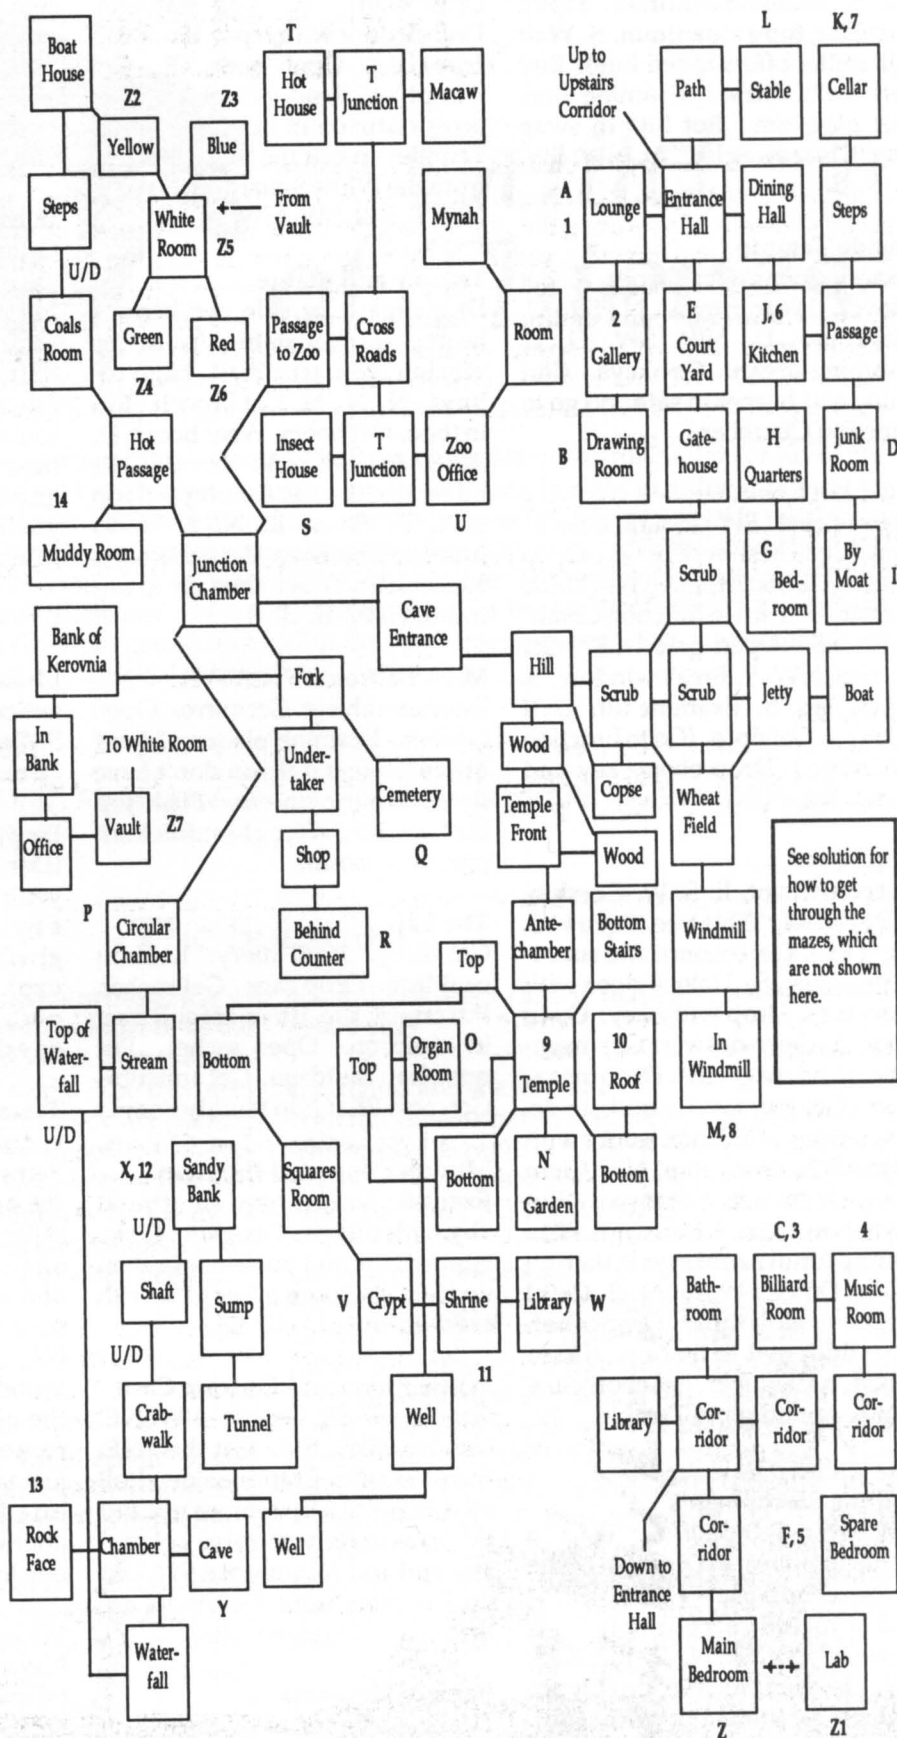 T
L
K, 7
Boat
House
Z2
Z3
Hot
House
T
Junction
Macaw
Up to
Upstairs
Corridor
Path
Stable
Cellar
Yellow
Blue
Steps
White
Room
From
Vault
Z5
Mynah
A
1
Lounge
Entrance
Hall
Dining
Hall
Steps
U/D
Coals
Room
Green
Red
Z4
Z6
Passage
to Zoo
Cross
Roads
Room
2
Gallery
E
Court
Yard
J, 6
Kitchen
Passage
Hot
Passage
Insect
House
T
Junction
Zoo
Office
S
U
B
Drawing
Room
Gate-
house
H
Quarters
Junk
Room
D
14
Muddy Room
Junction
Chamber
Cave
Entrance
Scrub
G
Bed-
room
By
Moat
I
Bank of
Kerovnia
Fork
Hill
Scrub
Scrub
Jetty
Boat
In
Bank
To White Room
Under-
taker
Cemetery
Q
Wood
Copse
Wheat
Field
Temple
Front
Wood
Office
Vault
Z7
Shop
See solution for
how to get
through the
mazes, which
are not shown
here.
P
Circular
Chamber
Behind
Counter
R
Ante-
chamber
Bottom
Stairs
Windmill
Top
Top of
Water-
fall
Stream
Bottom
Top
Organ
Room
O
9
Temple
10
Roof
In
Windmill
M, 8
U/D
X, 12
Sandy
Bank
Squares
Room
Bottom
N
Garden
Bottom
U/D
C, 3
4
Shaft
Sump
V
Crypt
Shrine
Library
W
11
Bath-
room
Billiard
Room
Music
Room
U/D
Crab-
walk
Tunnel
Well
Library
Cor-
ridor
Cor-
ridor
Cor-
ridor
13
Rock
Face
Chamber
Cave
Y
Well
Cor-
ridor
F, 5
Spare
Bedroom
Down to
Entrance
Hall
Water-
fall
Main
Bedroom
Lab
Z
Z1